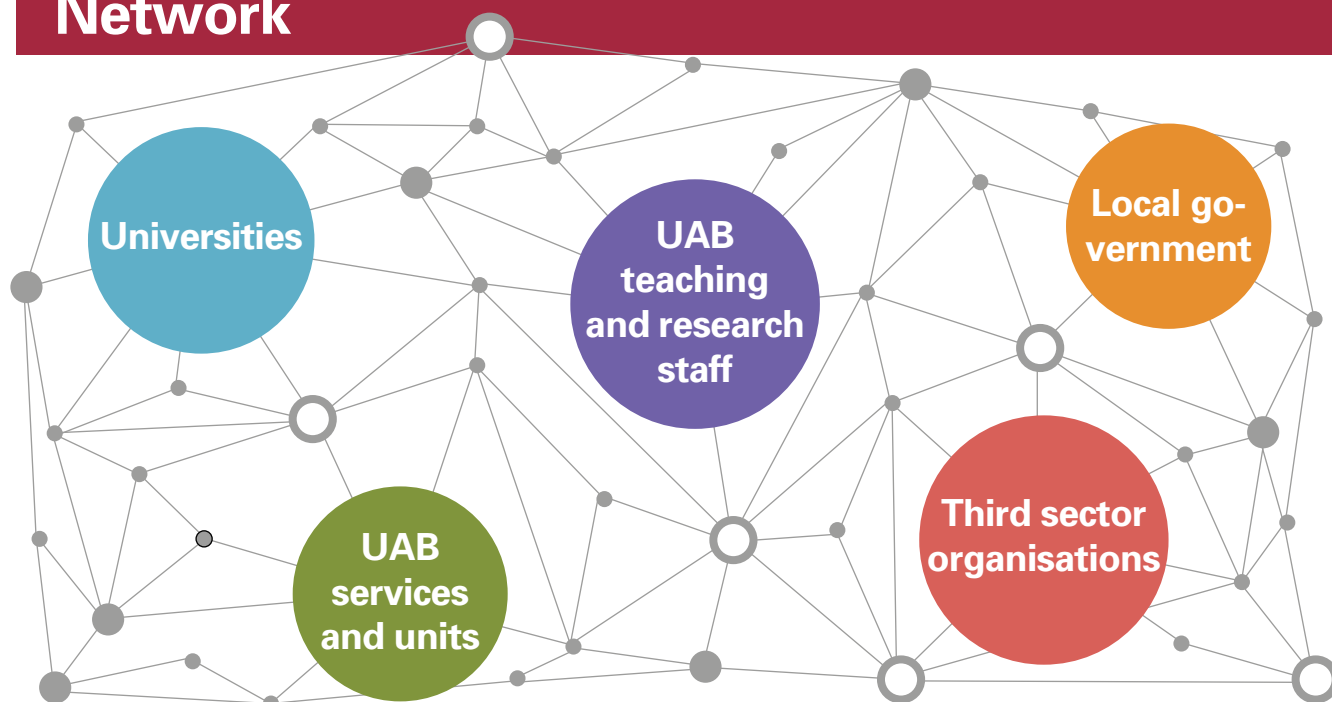 Network
Universities
UAB
teaching
and research
staff
Local go-
vernment
UAB
services
and units
Third sector
organisations